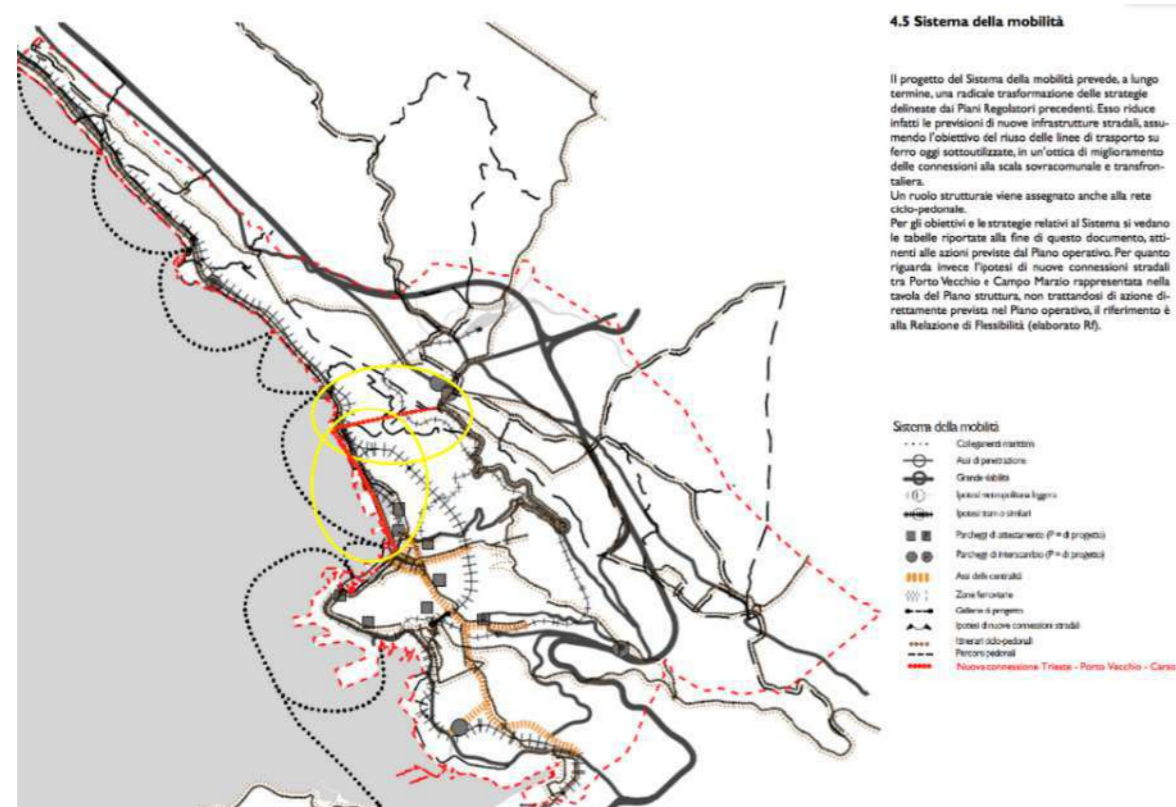 4.5 Sistema della mobilità
Il progetto del Sistema della mobilità prevede, a lungo
termine, una radicale trasformazione delle strategie
delineate dai Piani Regolatori precedenti. Esso riduce
infatti le previsioni di nuove infrastrutture stradali, assu-
mendo l'obiettivo del riuso delle linee di trasporto su
ferro oggi sottoutilizzate, in un'ottica di miglioramento
delle connessioni alla scala sovracomunale e transfron-
taliera.
Un ruolo strutturale viene assegnato anche alla rete
ciclo-pedonale.
Per gli obiettivi e le strategie relativi al Sistema si vedano
le tabelle riportate alla fine di questo documento, atti-
nenti alle azioni previste dal Piano operativo. Per quanto
riguarda invece l'ipotesi di nuove connessioni stradali
tra Porto Vecchio e Campo Marzio rappresentata nella
tavola del Piano struttura, non trattandosi di azione di-
rettamente prevista nel Piano operativo, il riferimento è
alla Relazione di Flessibilità (elaborato Rf).
Sistema della mobilità
Collegamenti marittimi
Assi di penetrazione
Grande viabilità
Ipotesi metropolitana leggera
Ipotesi tram o similari
Parcheggi di attestamento (P = di progetto)
Parcheggi di interscambio (P = di progetto)
Assi delle centralità
Zone ferroviarie
Gallerie di progetto
Ipotesi di nuove connessioni stradali
Itinerari ciclo-pedonali
Percorsi pedonali
Nuova connessione Trieste - Porto Vecchio - Carso